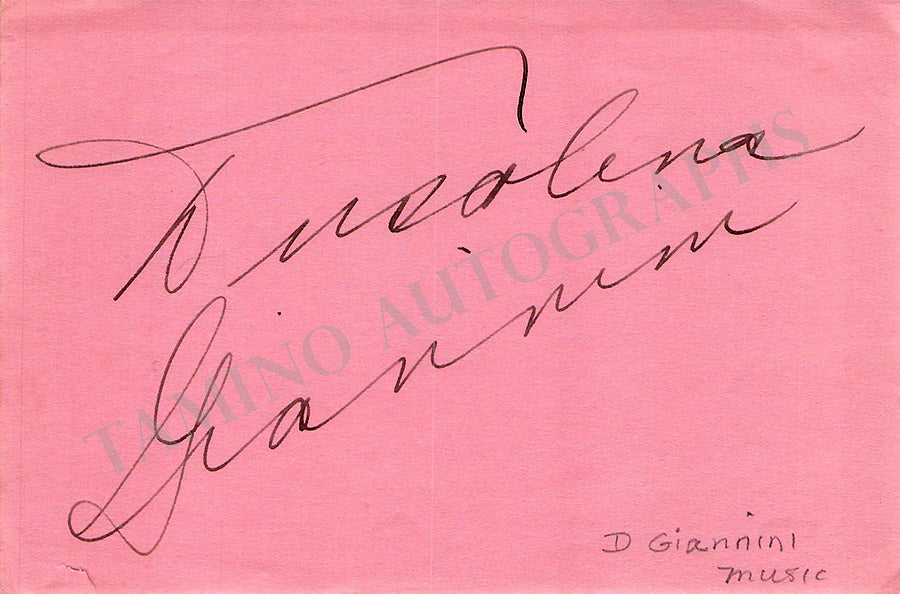 Dusolina
Giannini
TAMINO AUTOGRAPHS
D Giannini
music